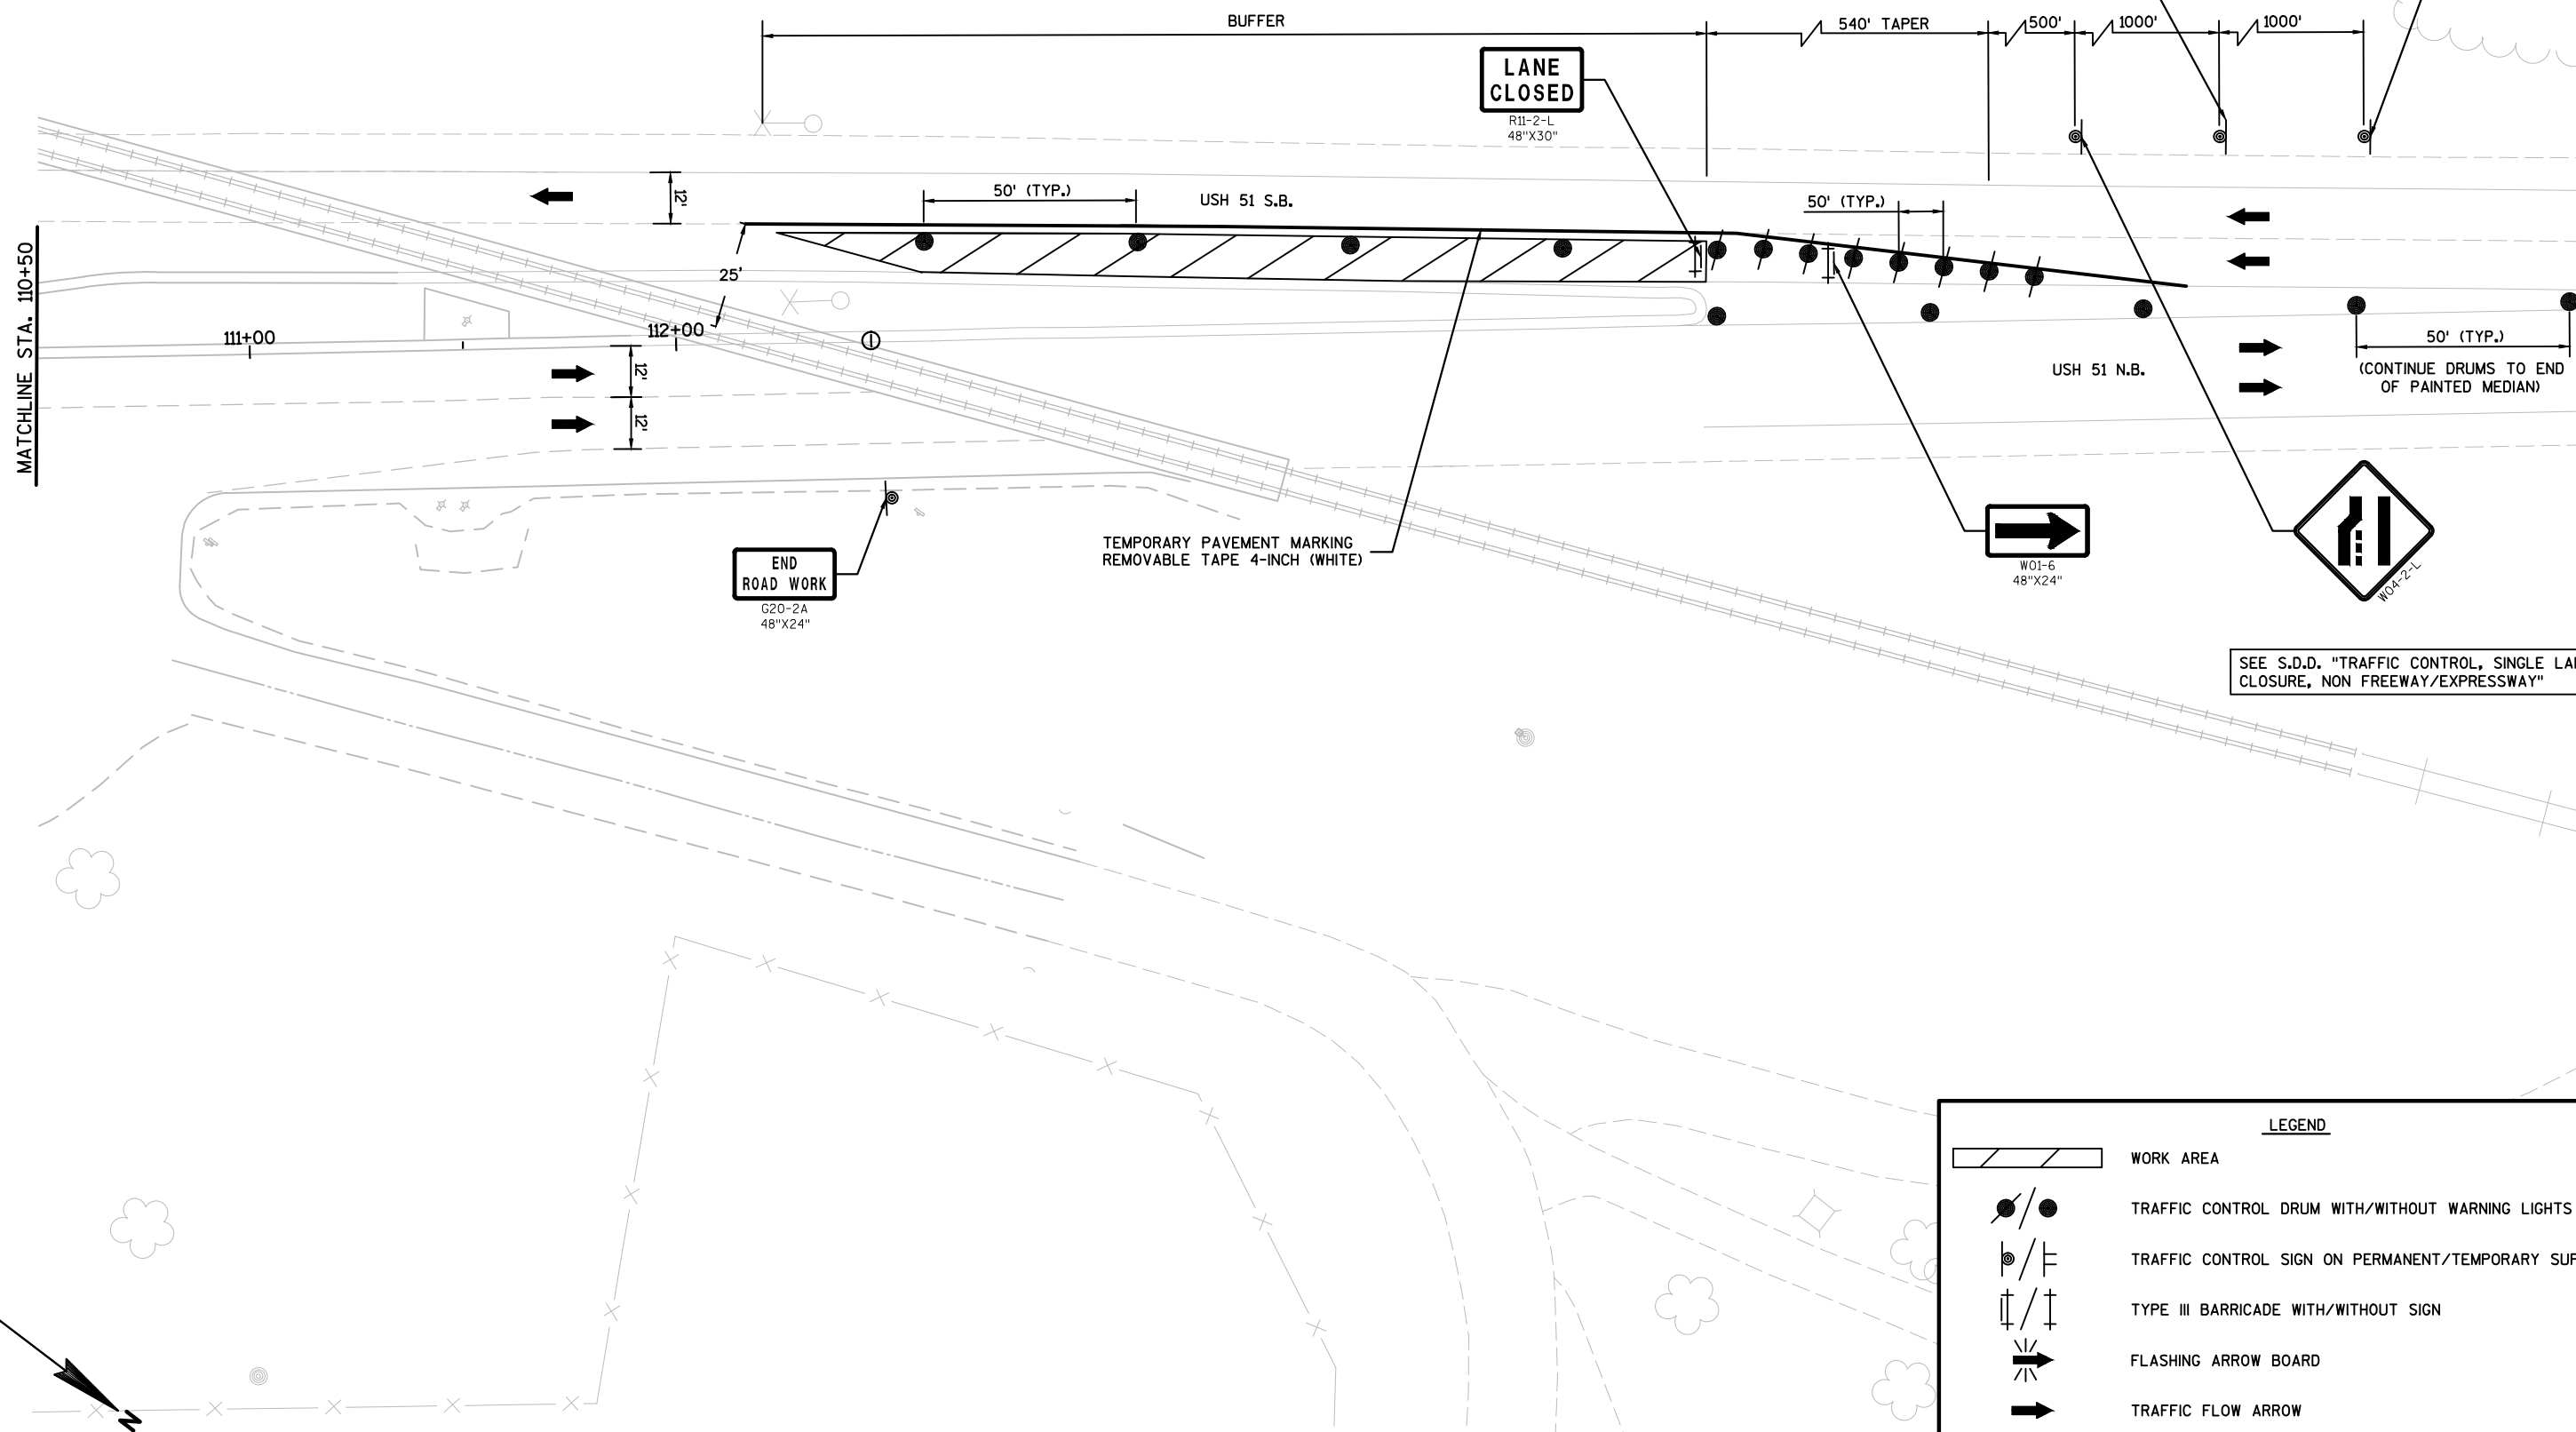 BUFFER
540' TAPER
500'
1000'
1000'
LANE
CLOSED
R11-2-L
48"X30"
12'
50' (TYP.)
USH 51 S.B.
50' (TYP.)
25'
MATCHLINE STA. 110+50
111+00
112+00
12'
12'
50' (TYP.)
(CONTINUE DRUMS TO END
OF PAINTED MEDIAN)
USH 51 N.B.
TEMPORARY PAVEMENT MARKING
REMOVABLE TAPE 4-INCH (WHITE)
END
ROAD WORK
G20-2A
48"X24"
WO1-6
48"X24"
WO4-2-L
SEE S.D.D. "TRAFFIC CONTROL, SINGLE
CLOSURE, NON FREEWAY/EXPRESSWAY"
LEGEND
WORK AREA
TRAFFIC CONTROL DRUM WITH/WITHOUT WARNING LIGHTS
TRAFFIC CONTROL SIGN ON PERMANENT/TEMPORARY
TYPE III BARRICADE WITH/WITHOUT SIGN
FLASHING ARROW BOARD
TRAFFIC FLOW ARROW
N